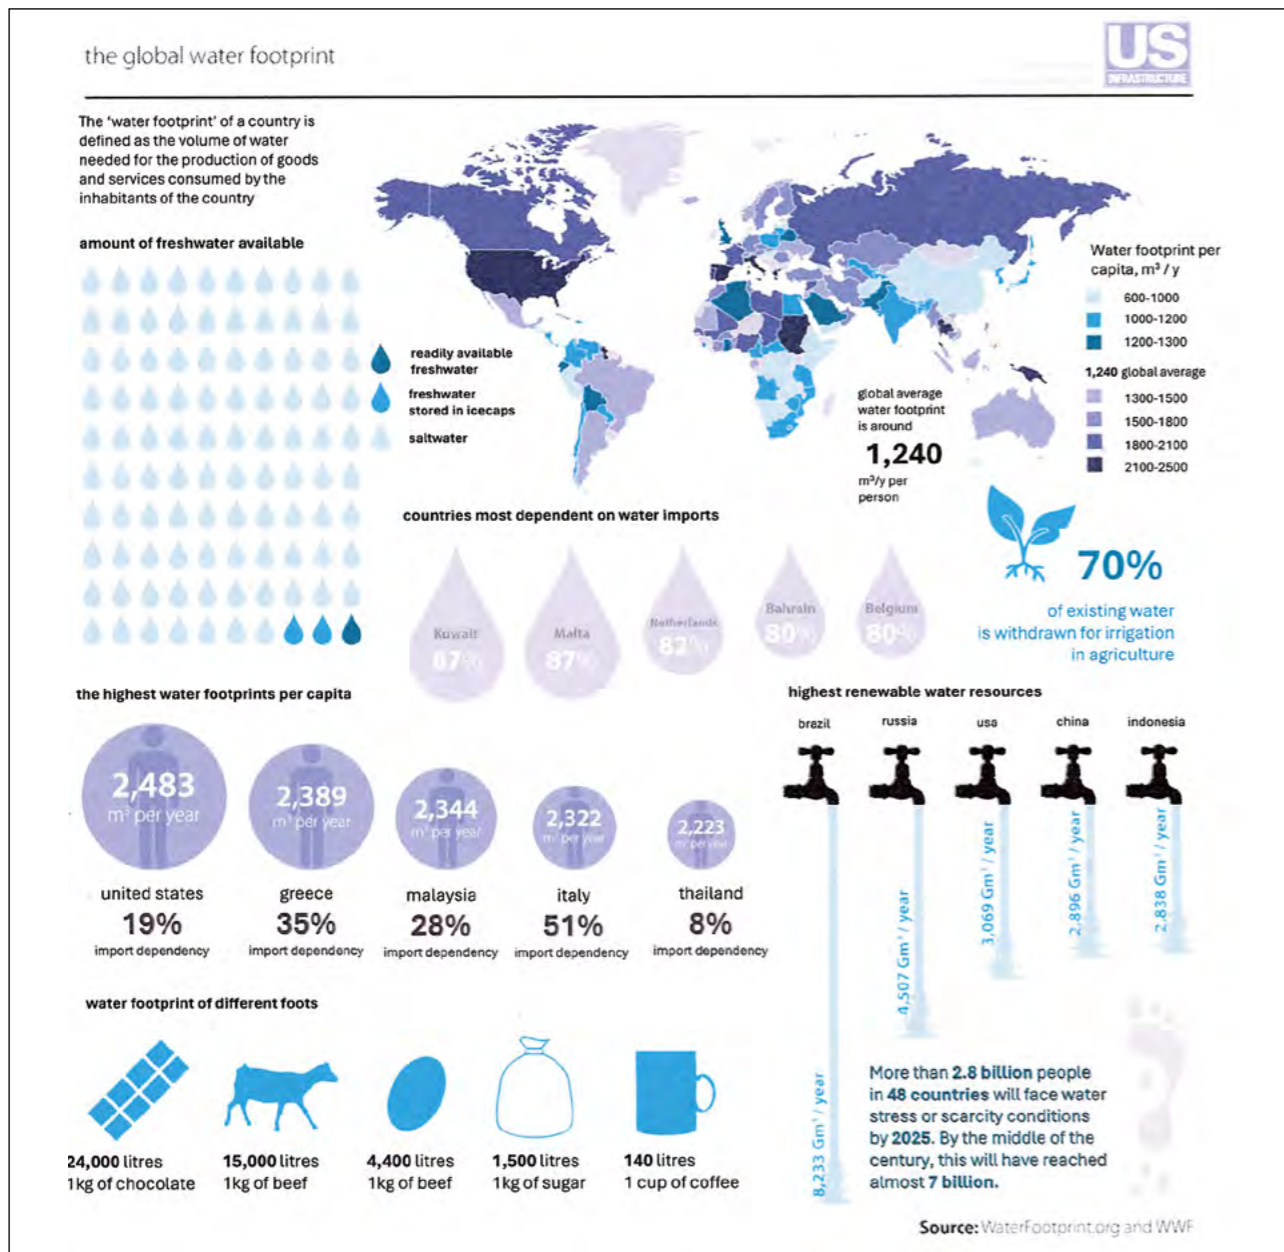 the global water footprint
US
INFRASTRUCTURE
The 'water footprint' of a country is
defined as the volume of water
needed for the production of goods
and services consumed by the
inhabitants of the country
amount of freshwater available
readily available
freshwater
freshwater
stored in icecaps
saltwater
Water footprint per
capita, m³ / y
600-1000
1000-1200
1200-1300
1,240 global average
1300-1500
1500-1800
1800-2100
2100-2500
global average
water footprint
is around
1,240
m³/y per
person
countries most dependent on water imports
Kuwait
87%
Malta
87%
Netherlands
82%
Bahrain
80%
Belgium
80%
70%
of existing water
is withdrawn for irrigation
in agriculture
the highest water footprints per capita
2,483
m³ per year
united states
19%
import dependency
2,389
m³ per year
greece
35%
import dependency
2,344
m³ per year
malaysia
28%
import dependency
2,322
m³ per year
italy
51%
import dependency
2,223
m³ per year
thailand
8%
import dependency
highest renewable water resources
brazil
8,233 Gm³ / year
russia
4,507 Gm³ / year
usa
3,069 Gm³ / year
china
2,896 Gm³ / year
indonesia
2,838 Gm³ / year
water footprint of different foots
24,000 litres
1kg of chocolate
15,000 litres
1kg of beef
4,400 litres
1kg of beef
1,500 litres
1kg of sugar
140 litres
1 cup of coffee
More than 2.8 billion people
in 48 countries will face water
stress or scarcity conditions
by 2025. By the middle of the
century, this will have reached
almost 7 billion.
Source: WaterFootprint.org and WWF